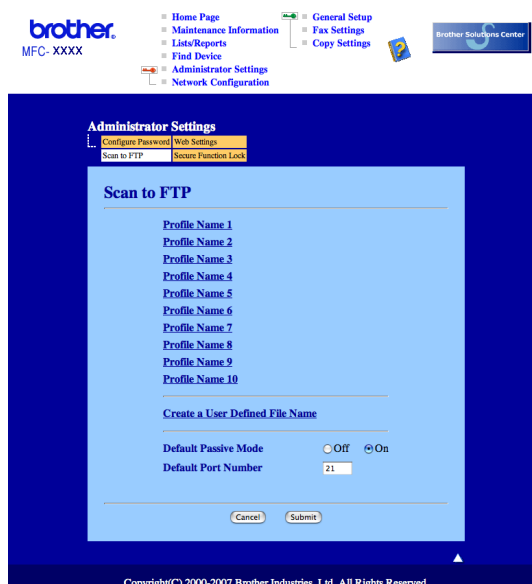 brother.
MFC- XXXX
Home Page
Maintenance Information
Lists/Reports
Find Device
Administrator Settings
Network Configuration
General Setup
Fax Settings
Copy Settings
Brother Solutions Center
Administrator Settings
Configure Password Web Settings
Scan to FTP Secure Function Lock
Scan to FTP
Profile Name 1
Profile Name 2
Profile Name 3
Profile Name 4
Profile Name 5
Profile Name 6
Profile Name 7
Profile Name 8
Profile Name 9
Profile Name 10
Create a User Defined File Name
Default Passive Mode Off On
Default Port Number 21
Cancel Submit
Copyright(C) 2000-2007 Brother Industries, Ltd. All Rights Reserved.